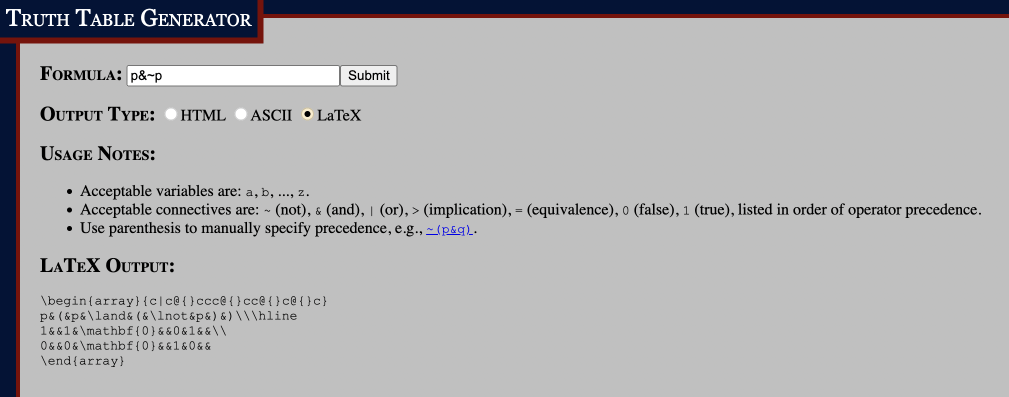 Truth Table Generator
Formula: p&~p Submit
Output Type: HTML ASCII LaTeX
Usage Notes:
• Acceptable variables are: a, b, ..., z.
• Acceptable connectives are: ~ (not), & (and), | (or), > (implication), = (equivalence), 0 (false), 1 (true), listed in order of operator precedence.
• Use parenthesis to manually specify precedence, e.g., ~(p&q).
LaTeX Output:
\begin{array}{c|c@{}ccc@{}cc@{}c@{}c}
p&(&p&\land&(&\lnot&p&)&)\\\hline
1&&1&\mathbf{0}&&0&1&&\\
0&&0&\mathbf{0}&&1&0&&
\end{array}